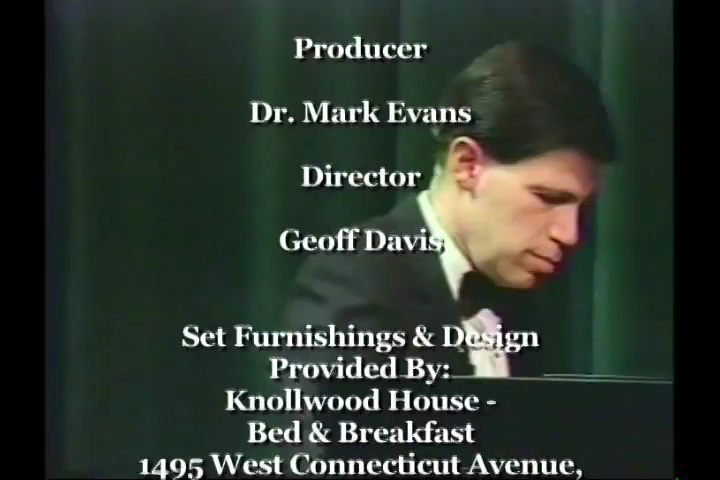 Producer
Dr. Mark Evans
Director
Geoff Davis
Set Furnishings & Design
Provided By:
Knollwood House -
Bed & Breakfast
1495 West Connecticut Avenue,